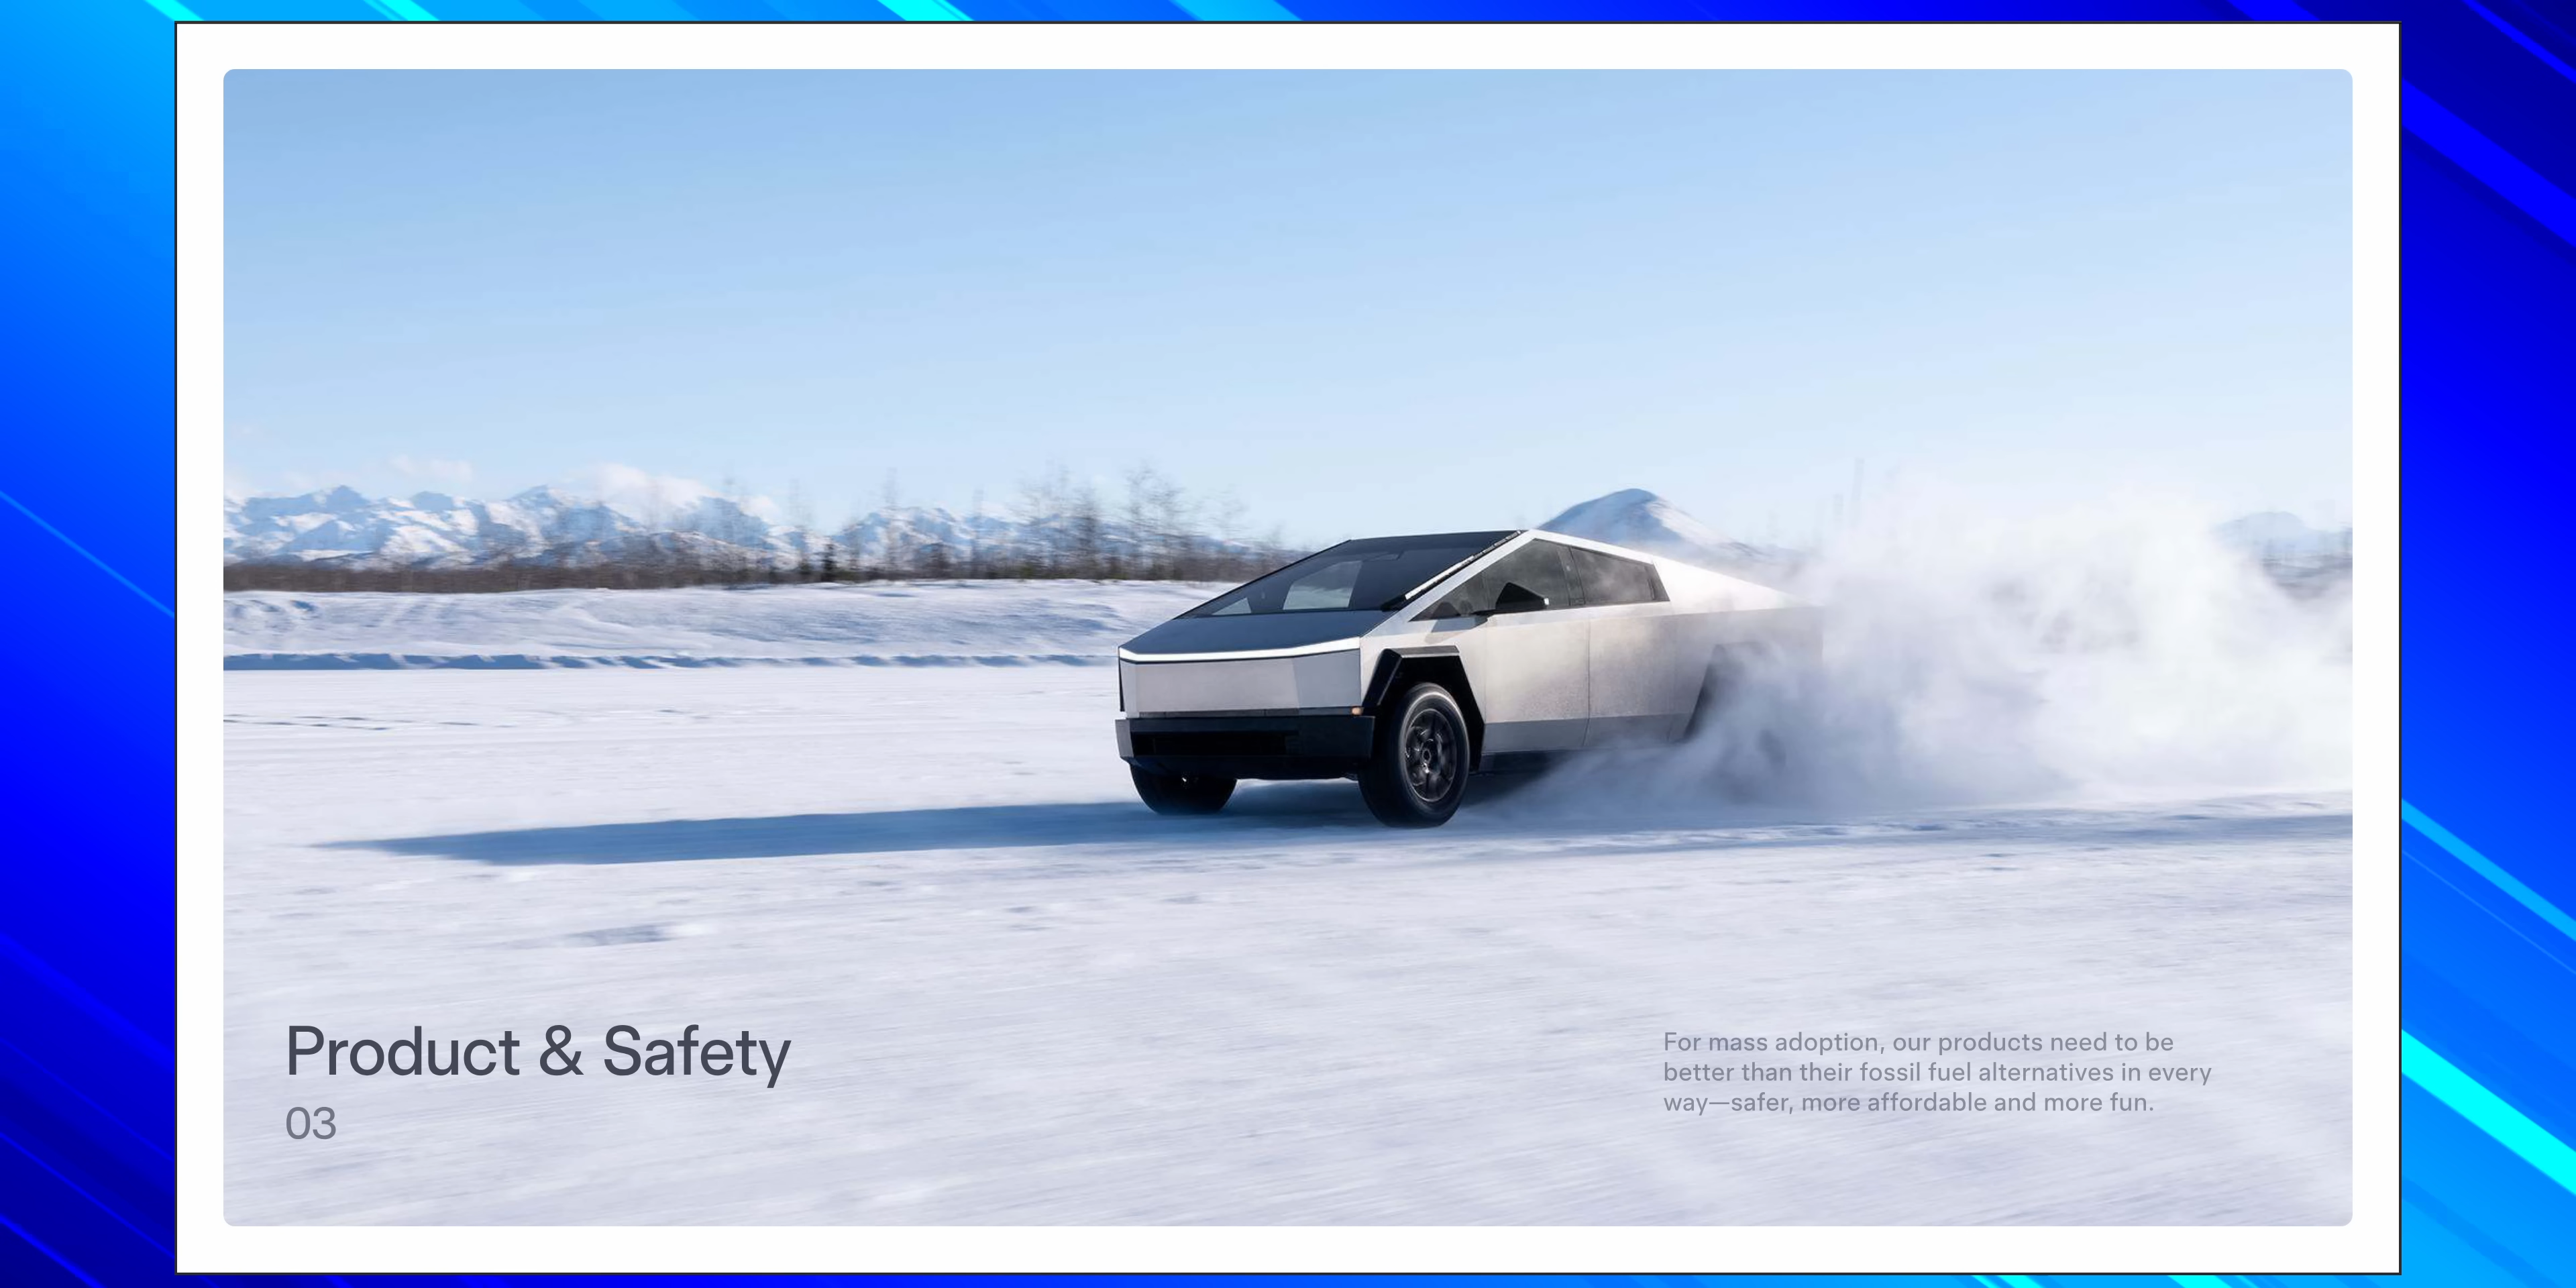 Product & Safety
03
For mass adoption, our products need to be
better than their fossil fuel alternatives in every
way—safer, more affordable and more fun.